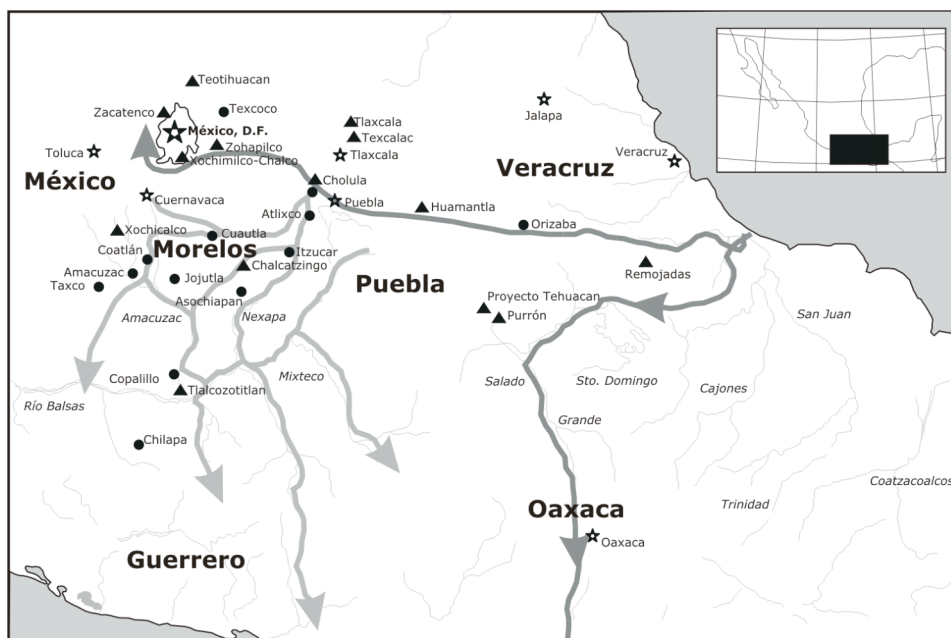 Teotihuacan
Zacatenco
Texcoco
México, D.F.
Zohapilco
Xochimilco-Chalco
Toluca
México
Tlaxcala
Texcalac
Tlaxcala
Jalapa
Veracruz
Veracruz
Cholula
Cuernavaca
Puebla
Huamantla
Atlixco
Orizaba
Xochicalco
Cuautla
Morelos
Coatlán
Itzucar
Chalcatzingo
Amacuzac
Jojutla
Taxco
Asochiapan
Puebla
Remojadas
Proyecto Tehuacan
Purrón
Amacuzac
Nexapa
San Juan
Copalillo
Mixteco
Salado
Sto. Domingo
Cajones
Tlalcozotitlan
Río Balsas
Grande
Chilapa
Coatzacoalcos
Trinidad
Oaxaca
Oaxaca
Guerrero